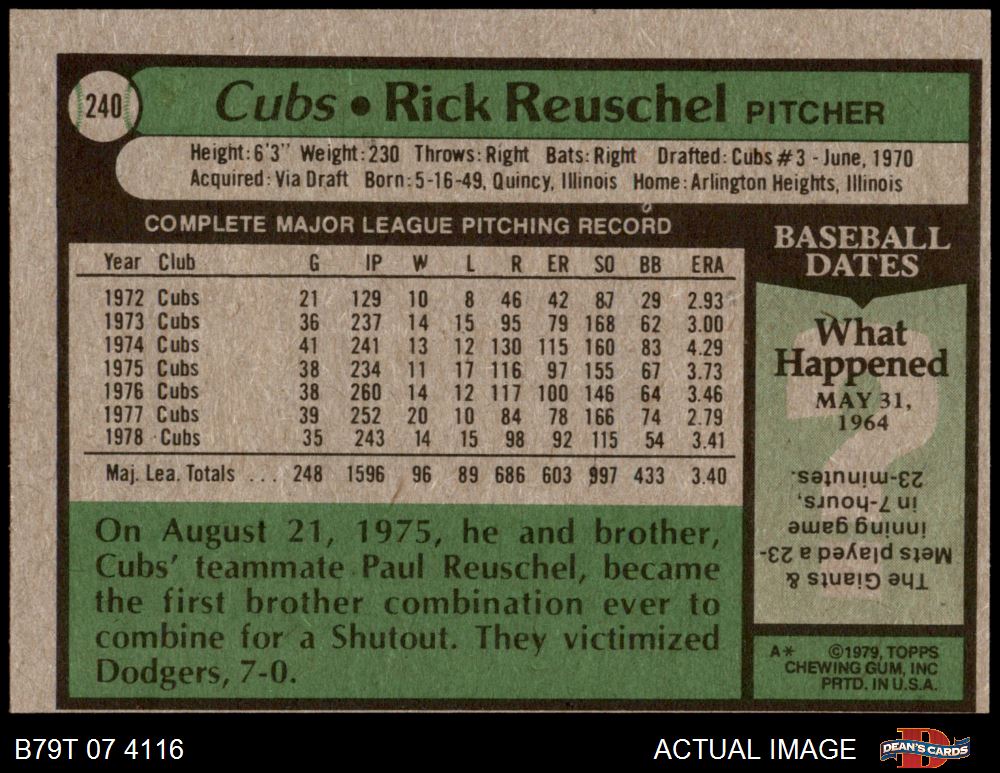 240
Cubs • Rick Reuschel PITCHER
Height:6'3" Weight:230 Throws:Right Bats:Right Drafted:Cubs #3 - June, 1970
Acquired: Via Draft Born:5-16-49, Quincy, Illinois Home: Arlington Heights, Illinois
COMPLETE MAJOR LEAGUE PITCHING RECORD
Year Club G IP W L R ER SO BB ERA
1972 Cubs 21 129 10 8 46 42 87 29 2.93
1973 Cubs 36 237 14 15 95 79 168 62 3.00
1974 Cubs 41 241 13 12 130 115 160 83 4.29
1975 Cubs 38 234 11 17 116 97 155 67 3.73
1976 Cubs 38 260 14 12 117 100 146 64 3.46
1977 Cubs 39 252 20 10 84 78 166 74 2.79
1978 Cubs 35 243 14 15 98 92 115 54 3.41
Maj. Lea. Totals ... 248 1596 96 89 686 603 997 433 3.40
On August 21, 1975, he and brother,
Cubs' teammate Paul Reuschel, became
the first brother combination ever to
combine for a Shutout. They victimized
Dodgers, 7-0.
BASEBALL
DATES
What
Happened
MAY 31,
1964
The Giants &
Mets played a 23-
inning game
in 7-hours,
23-minutes.
A* ©1979, TOPPS
CHEWING GUM, INC
PRTD. IN U.S.A.
B79T 07 4116
ACTUAL IMAGE
DEAN'S CARDS